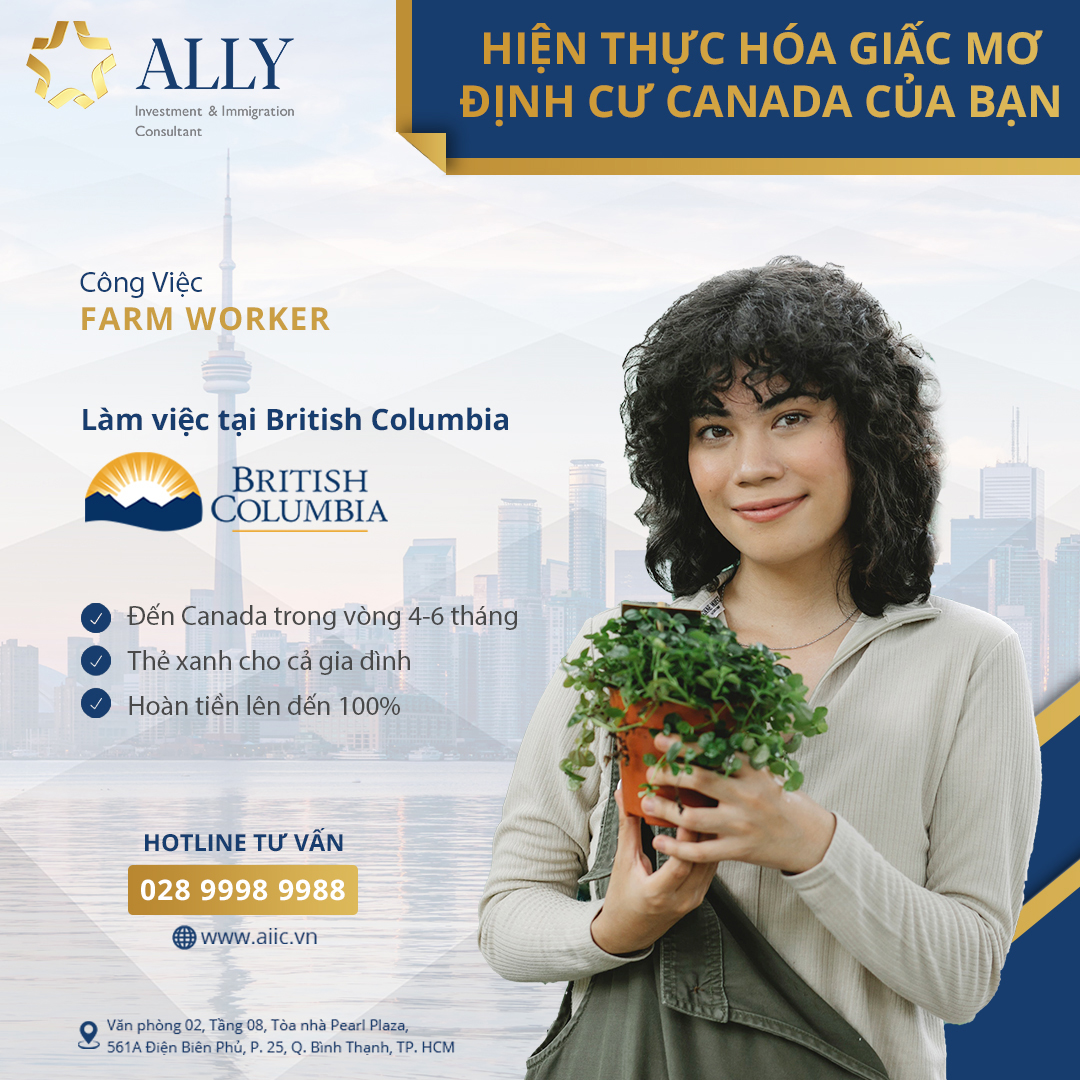 ALLY
Investment & Immigration
Consultant
HIỆN THỰC HÓA GIẤC MƠ
ĐỊNH CƯ CANADA CỦA BẠN
Công Việc
FARM WORKER
Làm việc tại British Columbia
BRITISH
COLUMBIA
Đến Canada trong vòng 4-6 tháng
Thẻ xanh cho cả gia đình
Hoàn tiền lên đến 100%
HOTLINE TƯ VẤN
028 9998 9988
www.aiic.vn
Văn phòng 02, Tầng 08, Tòa nhà Pearl Plaza,
561A Điện Biên Phủ, P. 25, Q. Bình Thạnh, TP. HCM